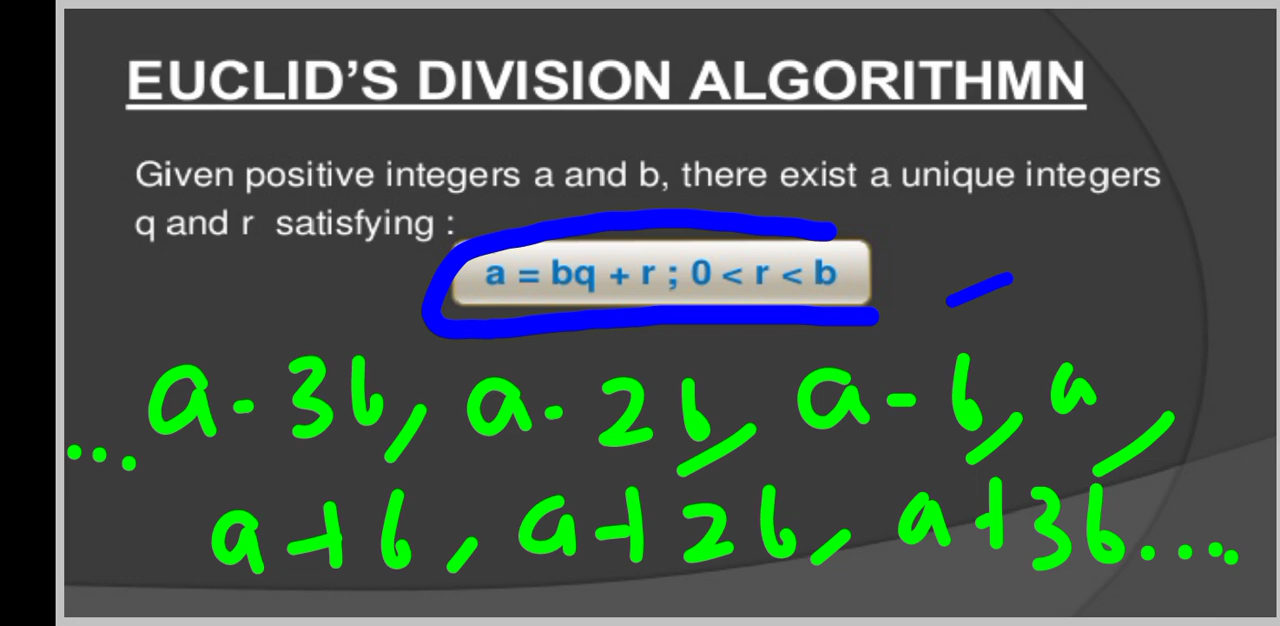 EUCLID'S DIVISION ALGORITHMN
Given positive integers a and b, there exist a unique integers
q and r satisfying :
a = bq + r ; 0 < r < b
... a - 3b, a - 2b, a - b, a,
a + b, a + 2b, a + 3b....